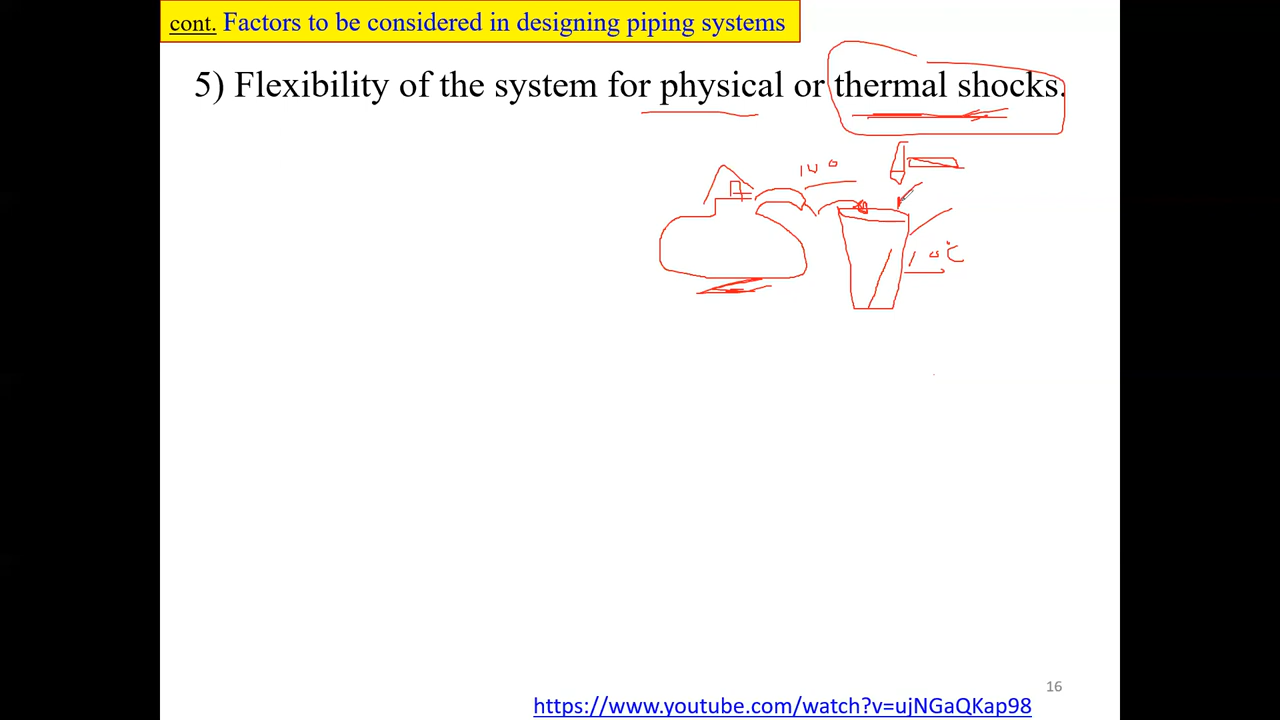 cont. Factors to be considered in designing piping systems
5) Flexibility of the system for physical or thermal shocks.
16
https://www.youtube.com/watch?v=ujNGaQKap98